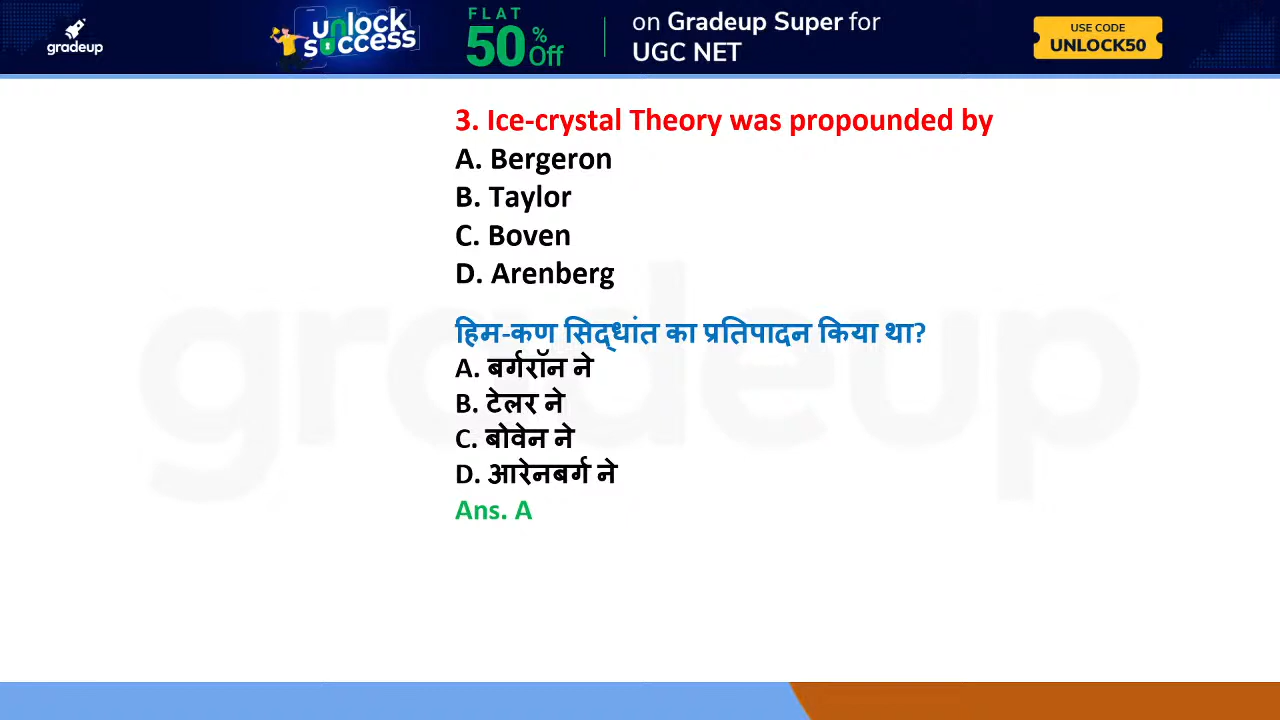 gradeup
unlock
success
FLAT
50% Off
on Gradeup Super for
UGC NET
USE CODE
UNLOCK50
3. Ice-crystal Theory was propounded by
A. Bergeron
B. Taylor
C. Boven
D. Arenberg
हिम-कण सिद्धांत का प्रतिपादन किया था?
A. बर्गरॉन ने
B. टेलर ने
C. बोवेन ने
D. आरेनबर्ग ने
Ans. A
gradeup